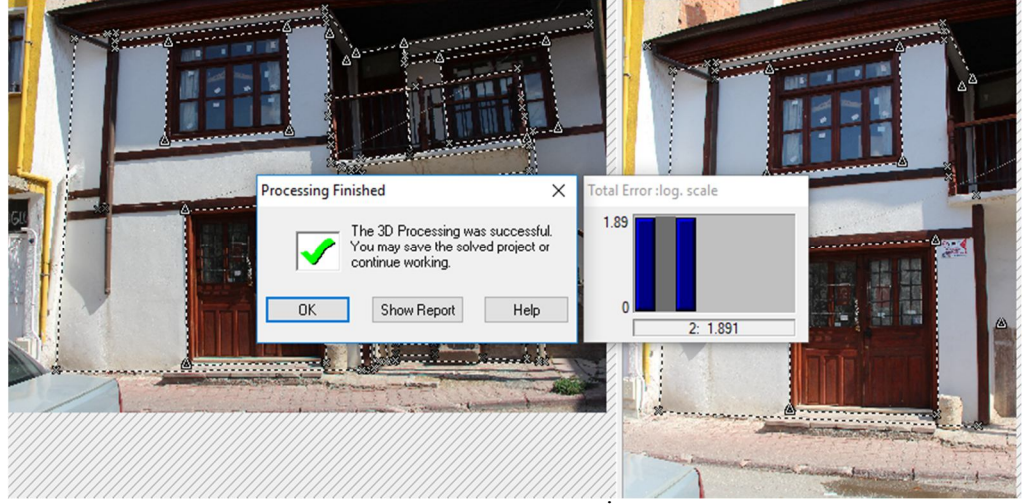 Processing Finished
The 3D Processing was successful.
You may save the solved project or
continue working.
OK
Show Report
Help
Total Error :log. scale
1.89
0
2: 1.891